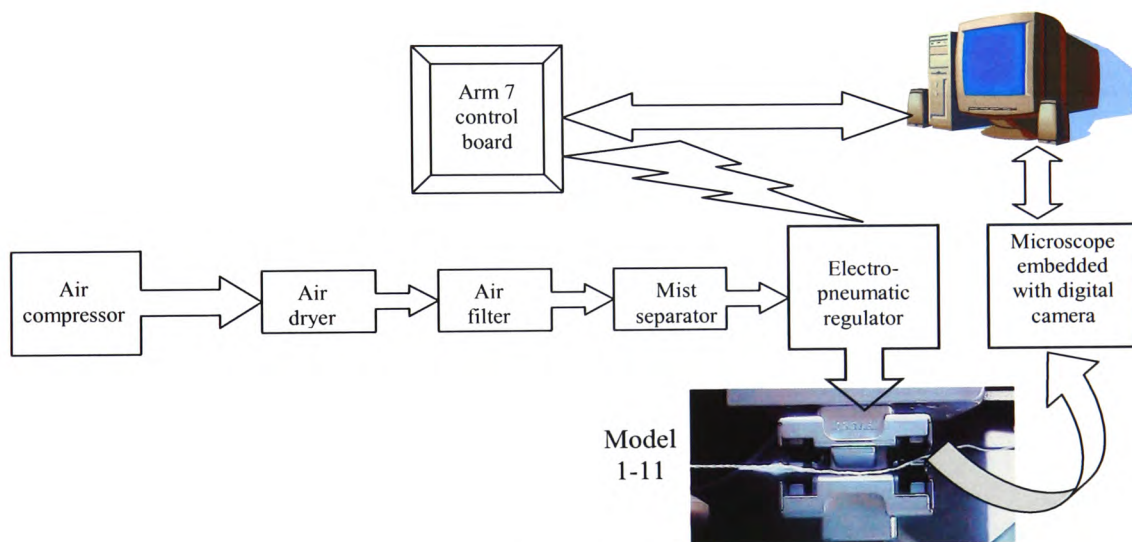 Arm 7
control
board
Air
compressor
Air
dryer
Air
filter
Mist
separator
Electro-
pneumatic
regulator
Microscope
embedded
with digital
camera
Model
1-11